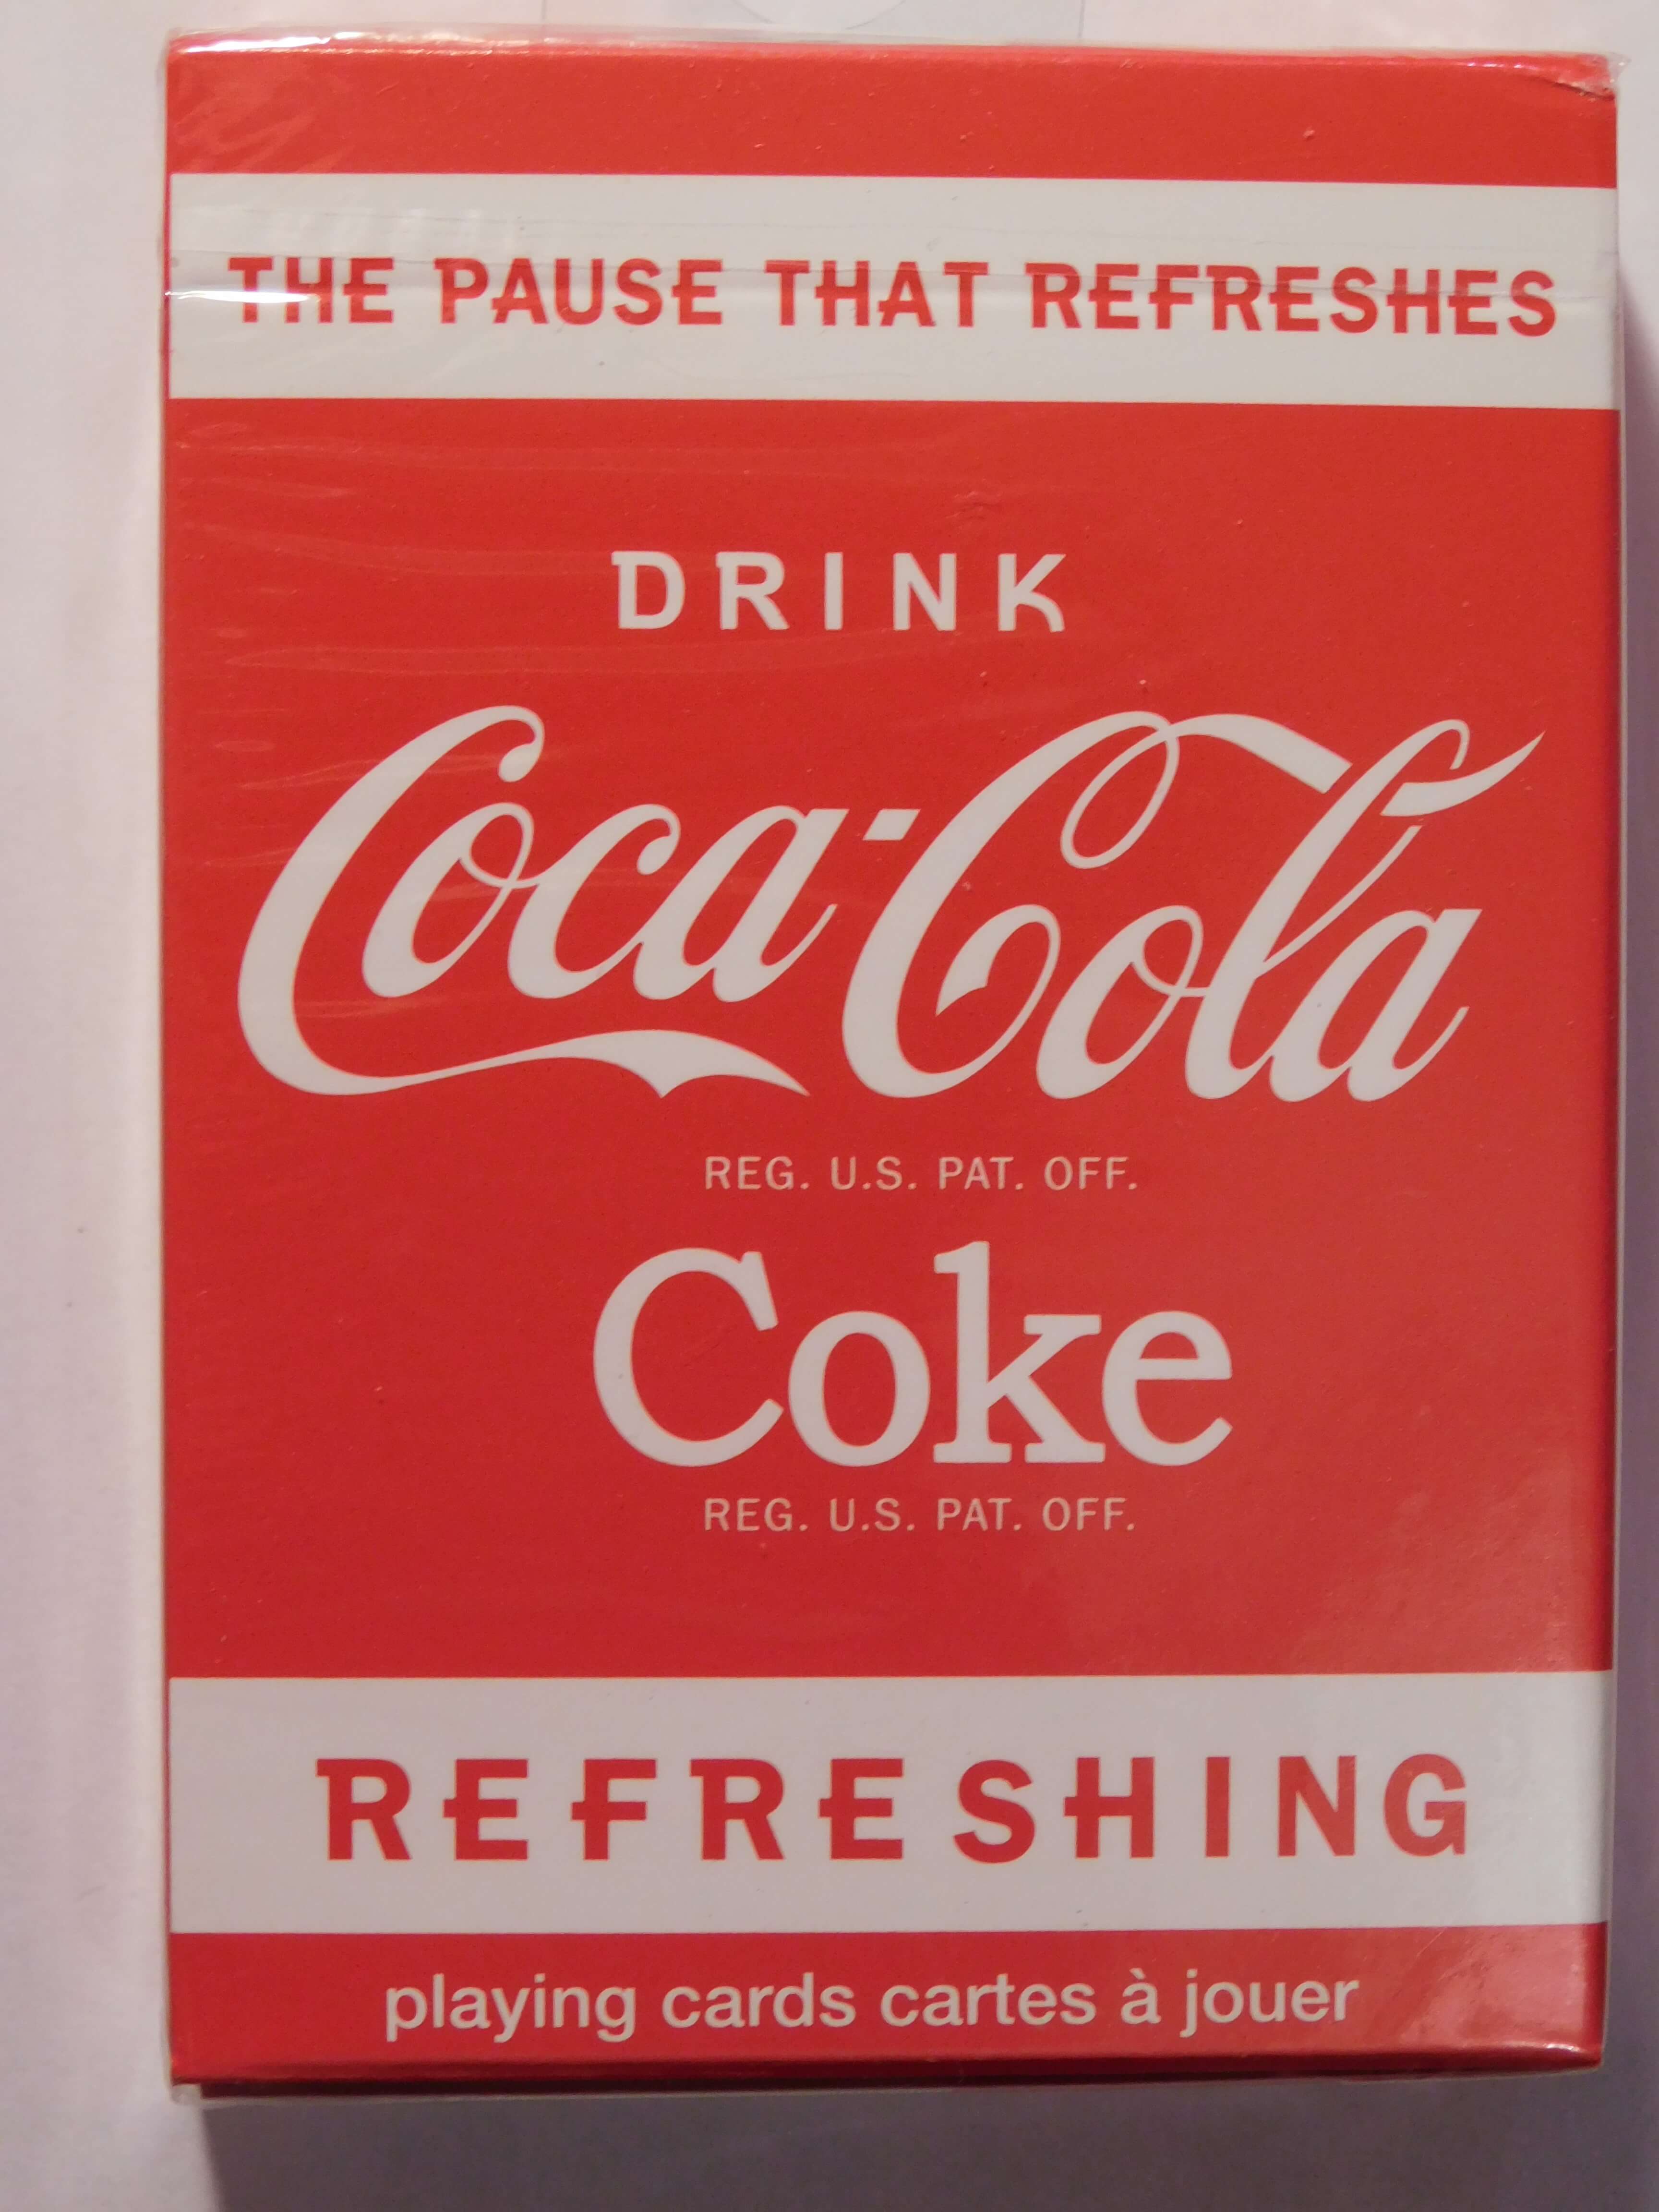 THE PAUSE THAT REFRESHES
DRINK
Coca-Cola
REG. U.S. PAT. OFF.
Coke
REG. U.S. PAT. OFF.
REFRESHING
playing cards cartes à jouer